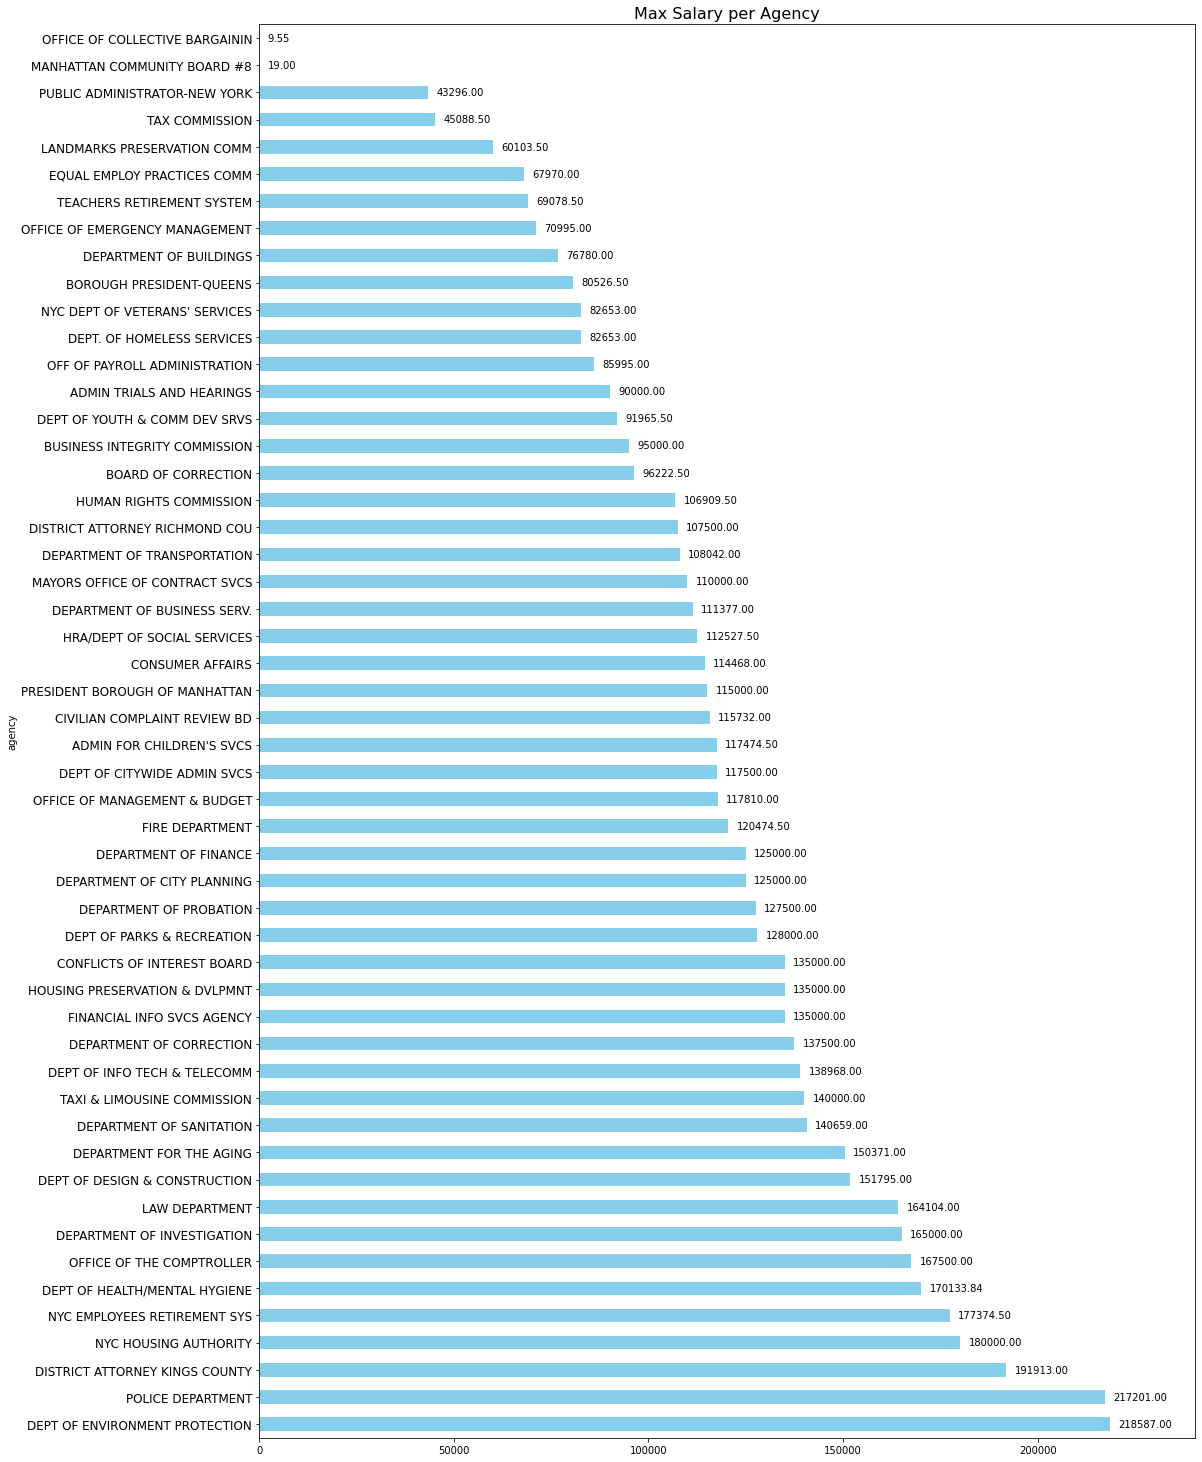 Max Salary per Agency
OFFICE OF COLLECTIVE BARGAININ 9.55
MANHATTAN COMMUNITY BOARD #8 19.00
PUBLIC ADMINISTRATOR-NEW YORK 43296.00
TAX COMMISSION 45088.50
LANDMARKS PRESERVATION COMM 60103.50
EQUAL EMPLOY PRACTICES COMM 67970.00
TEACHERS RETIREMENT SYSTEM 69078.50
OFFICE OF EMERGENCY MANAGEMENT 70995.00
DEPARTMENT OF BUILDINGS 76780.00
BOROUGH PRESIDENT-QUEENS 80526.50
NYC DEPT OF VETERANS' SERVICES 82653.00
DEPT. OF HOMELESS SERVICES 82653.00
OFF OF PAYROLL ADMINISTRATION 85995.00
ADMIN TRIALS AND HEARINGS 90000.00
DEPT OF YOUTH & COMM DEV SRVS 91965.50
BUSINESS INTEGRITY COMMISSION 95000.00
BOARD OF CORRECTION 96222.50
HUMAN RIGHTS COMMISSION 106909.50
DISTRICT ATTORNEY RICHMOND COU 107500.00
DEPARTMENT OF TRANSPORTATION 108042.00
MAYORS OFFICE OF CONTRACT SVCS 110000.00
DEPARTMENT OF BUSINESS SERV. 111377.00
HRA/DEPT OF SOCIAL SERVICES 112527.50
CONSUMER AFFAIRS 114468.00
PRESIDENT BOROUGH OF MANHATTAN 115000.00
CIVILIAN COMPLAINT REVIEW BD 115732.00
agency
ADMIN FOR CHILDREN'S SVCS 117474.50
DEPT OF CITYWIDE ADMIN SVCS 117500.00
OFFICE OF MANAGEMENT & BUDGET 117810.00
FIRE DEPARTMENT 120474.50
DEPARTMENT OF FINANCE 125000.00
DEPARTMENT OF CITY PLANNING 125000.00
DEPARTMENT OF PROBATION 127500.00
DEPT OF PARKS & RECREATION 128000.00
CONFLICTS OF INTEREST BOARD 135000.00
HOUSING PRESERVATION & DVLPMNT 135000.00
FINANCIAL INFO SVCS AGENCY 135000.00
DEPARTMENT OF CORRECTION 137500.00
DEPT OF INFO TECH & TELECOMM 138968.00
TAXI & LIMOUSINE COMMISSION 140000.00
DEPARTMENT OF SANITATION 140659.00
DEPARTMENT FOR THE AGING 150371.00
DEPT OF DESIGN & CONSTRUCTION 151795.00
LAW DEPARTMENT 164104.00
DEPARTMENT OF INVESTIGATION 165000.00
OFFICE OF THE COMPTROLLER 167500.00
DEPT OF HEALTH/MENTAL HYGIENE 170133.84
NYC EMPLOYEES RETIREMENT SYS 177374.50
NYC HOUSING AUTHORITY 180000.00
DISTRICT ATTORNEY KINGS COUNTY 191913.00
POLICE DEPARTMENT 217201.00
DEPT OF ENVIRONMENT PROTECTION 218587.00
0 50000 100000 150000 200000